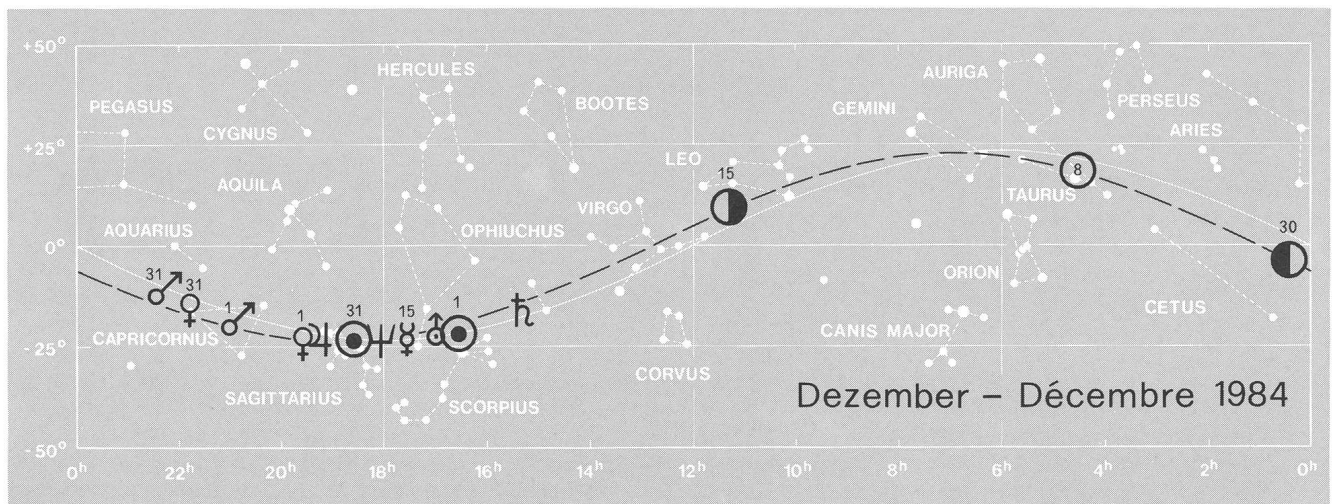 +50°
HERCULES
AURIGA
PEGASUS
BOOTES
GEMINI
PERSEUS
CYGNUS
ARIES
+25°
LEO
15
8
AQUILA
TAURUS
VIRGO
AQUARIUS
OPHIUCHUS
30
0°
31
31
ORION
1
1
31
15
1
CETUS
CAPRICORNUS
CANIS MAJOR
-25°
CORVUS
SAGITTARIUS
SCORPIUS
Dezember – Décembre 1984
-50°
0h 22h 20h 18h 16h 14h 12h 10h 8h 6h 4h 2h 0h